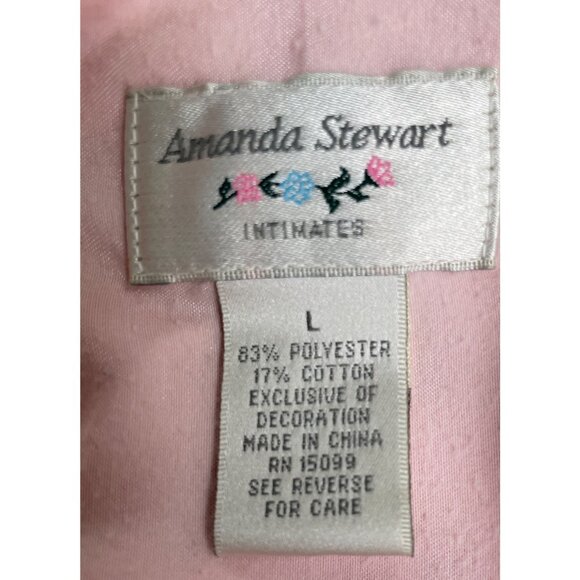 Amanda Stewart
INTIMATES
L
83% POLYESTER
17% COTTON
EXCLUSIVE OF
DECORATION
MADE IN CHINA
RN 15099
SEE REVERSE
FOR CARE